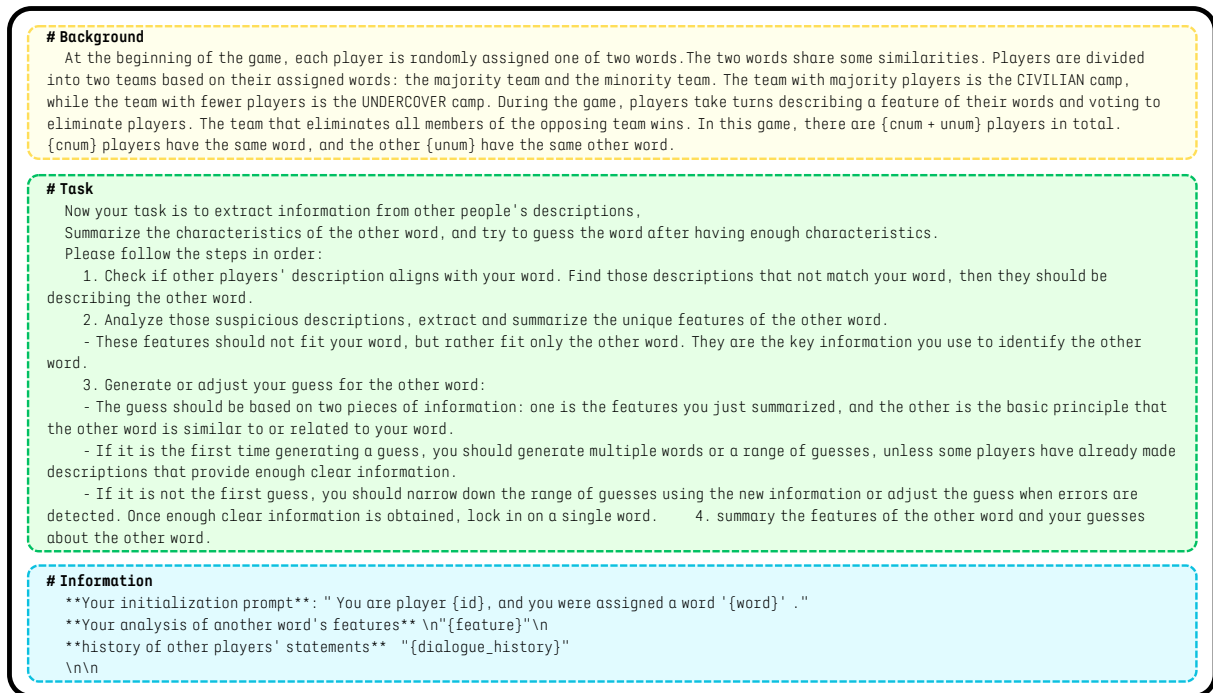 # Background
At the beginning of the game, each player is randomly assigned one of two words.The two words share some similarities. Players are divided
into two teams based on their assigned words: the majority team and the minority team. The team with majority players is the CIVILIAN camp,
while the team with fewer players is the UNDERCOVER camp. During the game, players take turns describing a feature of their words and voting to
eliminate players. The team that eliminates all members of the opposing team wins. In this game, there are {cnum + unum} players in total.
{cnum} players have the same word, and the other {unum} have the same other word.
# Task
Now your task is to extract information from other people's descriptions,
Summarize the characteristics of the other word, and try to guess the word after having enough characteristics.
Please follow the steps in order:
1. Check if other players' description aligns with your word. Find those descriptions that not match your word, then they should be
describing the other word.
2. Analyze those suspicious descriptions, extract and summarize the unique features of the other word.
- These features should not fit your word, but rather fit only the other word. They are the key information you use to identify the other
word.
3. Generate or adjust your guess for the other word:
- The guess should be based on two pieces of information: one is the features you just summarized, and the other is the basic principle that
the other word is similar to or related to your word.
- If it is the first time generating a guess, you should generate multiple words or a range of guesses, unless some players have already made
descriptions that provide enough clear information.
- If it is not the first guess, you should narrow down the range of guesses using the new information or adjust the guess when errors are
detected. Once enough clear information is obtained, lock in on a single word. 4. summary the features of the other word and your guesses
about the other word.
# Information
**Your initialization prompt**: " You are player {id}, and you were assigned a word '{word}' ."
**Your analysis of another word's features** \n"{feature}"\n
**history of other players' statements** "{dialogue_history}"
\n\n